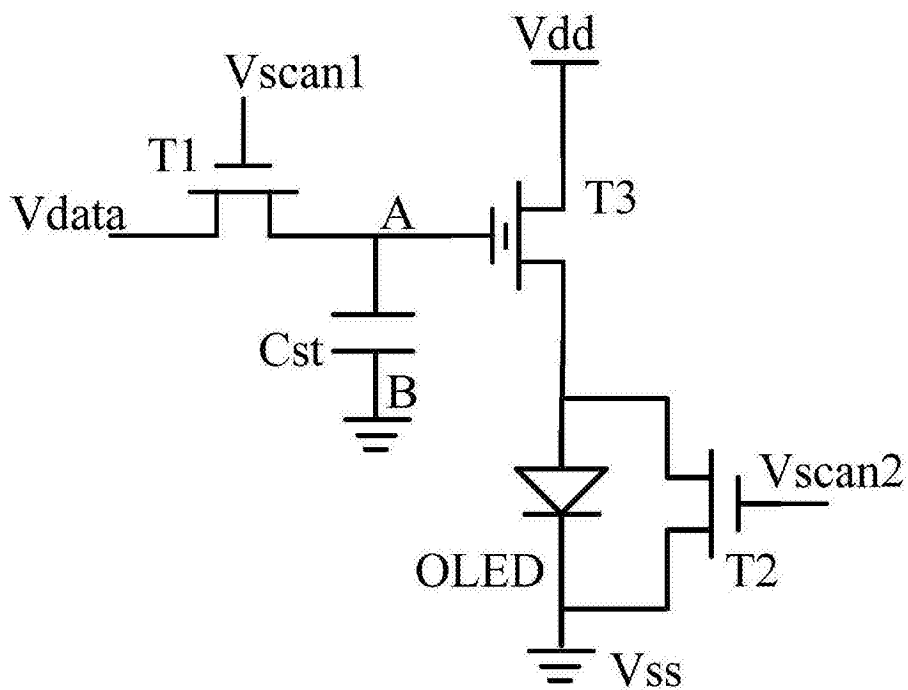 Vdd
Vscan1
T1
T3
Vdata
A
Cst
B
Vscan2
OLED
T2
Vss